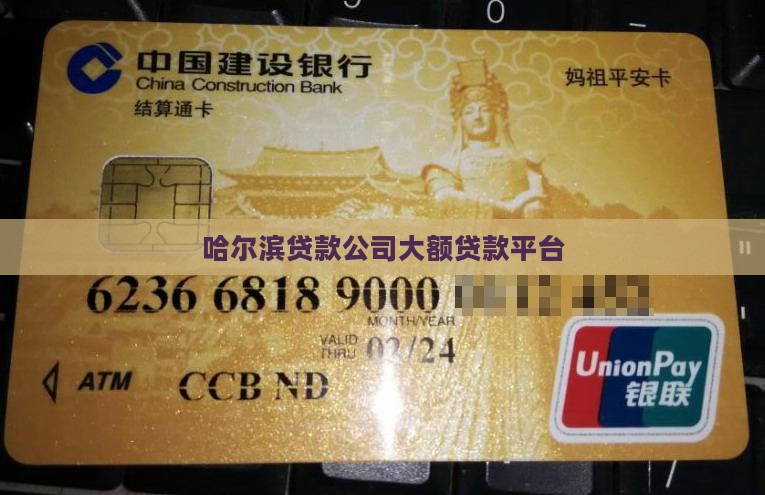 0
中国建设银行
China Construction Bank
结算通卡
妈祖平安卡
哈尔滨贷款公司大额贷款平台
6236 6818 9000
MONTH/YEAR
VALID THRU 02/24
ATM CCB ND
UnionPay
银联